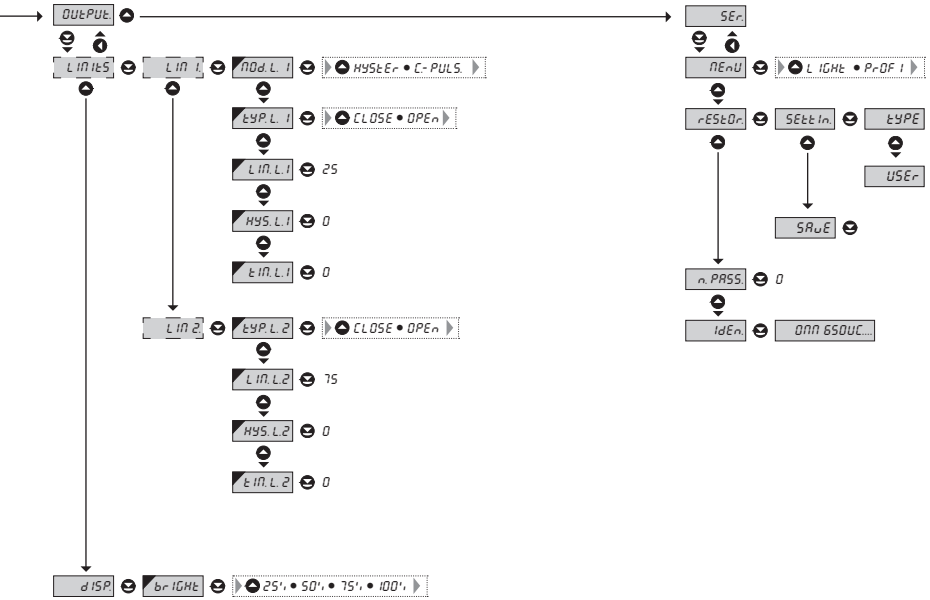 OUtPUt. SEr.
LIMItS LIM 1. MOd. L. 1 HYStEr • C.- PULS. MEnU LIGHt • PrOF I
tYP. L. 1 CLOSE • OPEn rEStOr. SEttIn. tYPE
LIM. L.1 25 USEr
HYS. L.1 0 SAvE
tIM. L.1 0 n. PASS. 0
LIM 2. tYP. L. 2 CLOSE • OPEn IdEn. OMM 650UC....
LIM. L.2 75
HYS. L.2 0
tIM. L. 2 0
dISP. brIGHt 25% • 50% • 75% • 100%